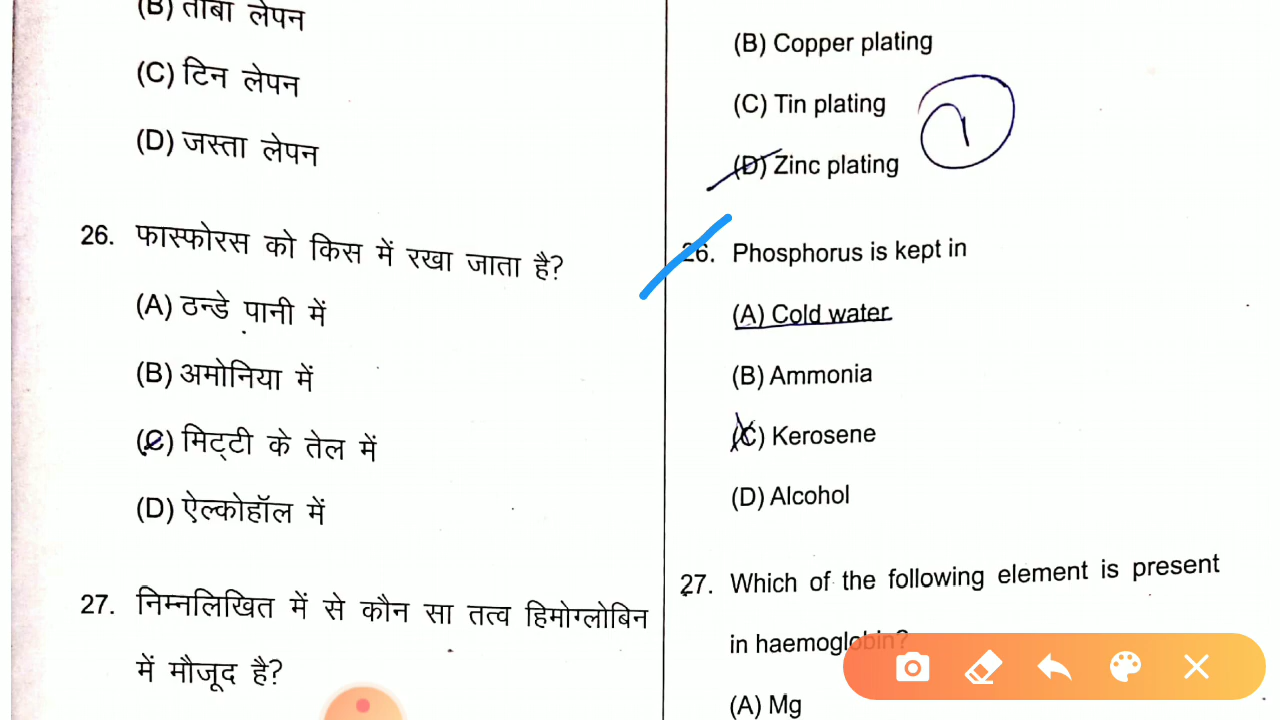 (B) ताँबा लेपन
(C) टिन लेपन
(D) जस्ता लेपन
26. फास्फोरस को किस में रखा जाता है?
(A) ठन्डे पानी में
(B) अमोनिया में
(C) मिट्टी के तेल में
(D) ऐल्कोहॉल में
27. निम्नलिखित में से कौन सा तत्व हिमोग्लोबिन
में मौजूद है?
(B) Copper plating
(C) Tin plating
(D) Zinc plating
26. Phosphorus is kept in
(A) Cold water
(B) Ammonia
(C) Kerosene
(D) Alcohol
27. Which of the following element is present
in haemoglobin?
(A) Mg